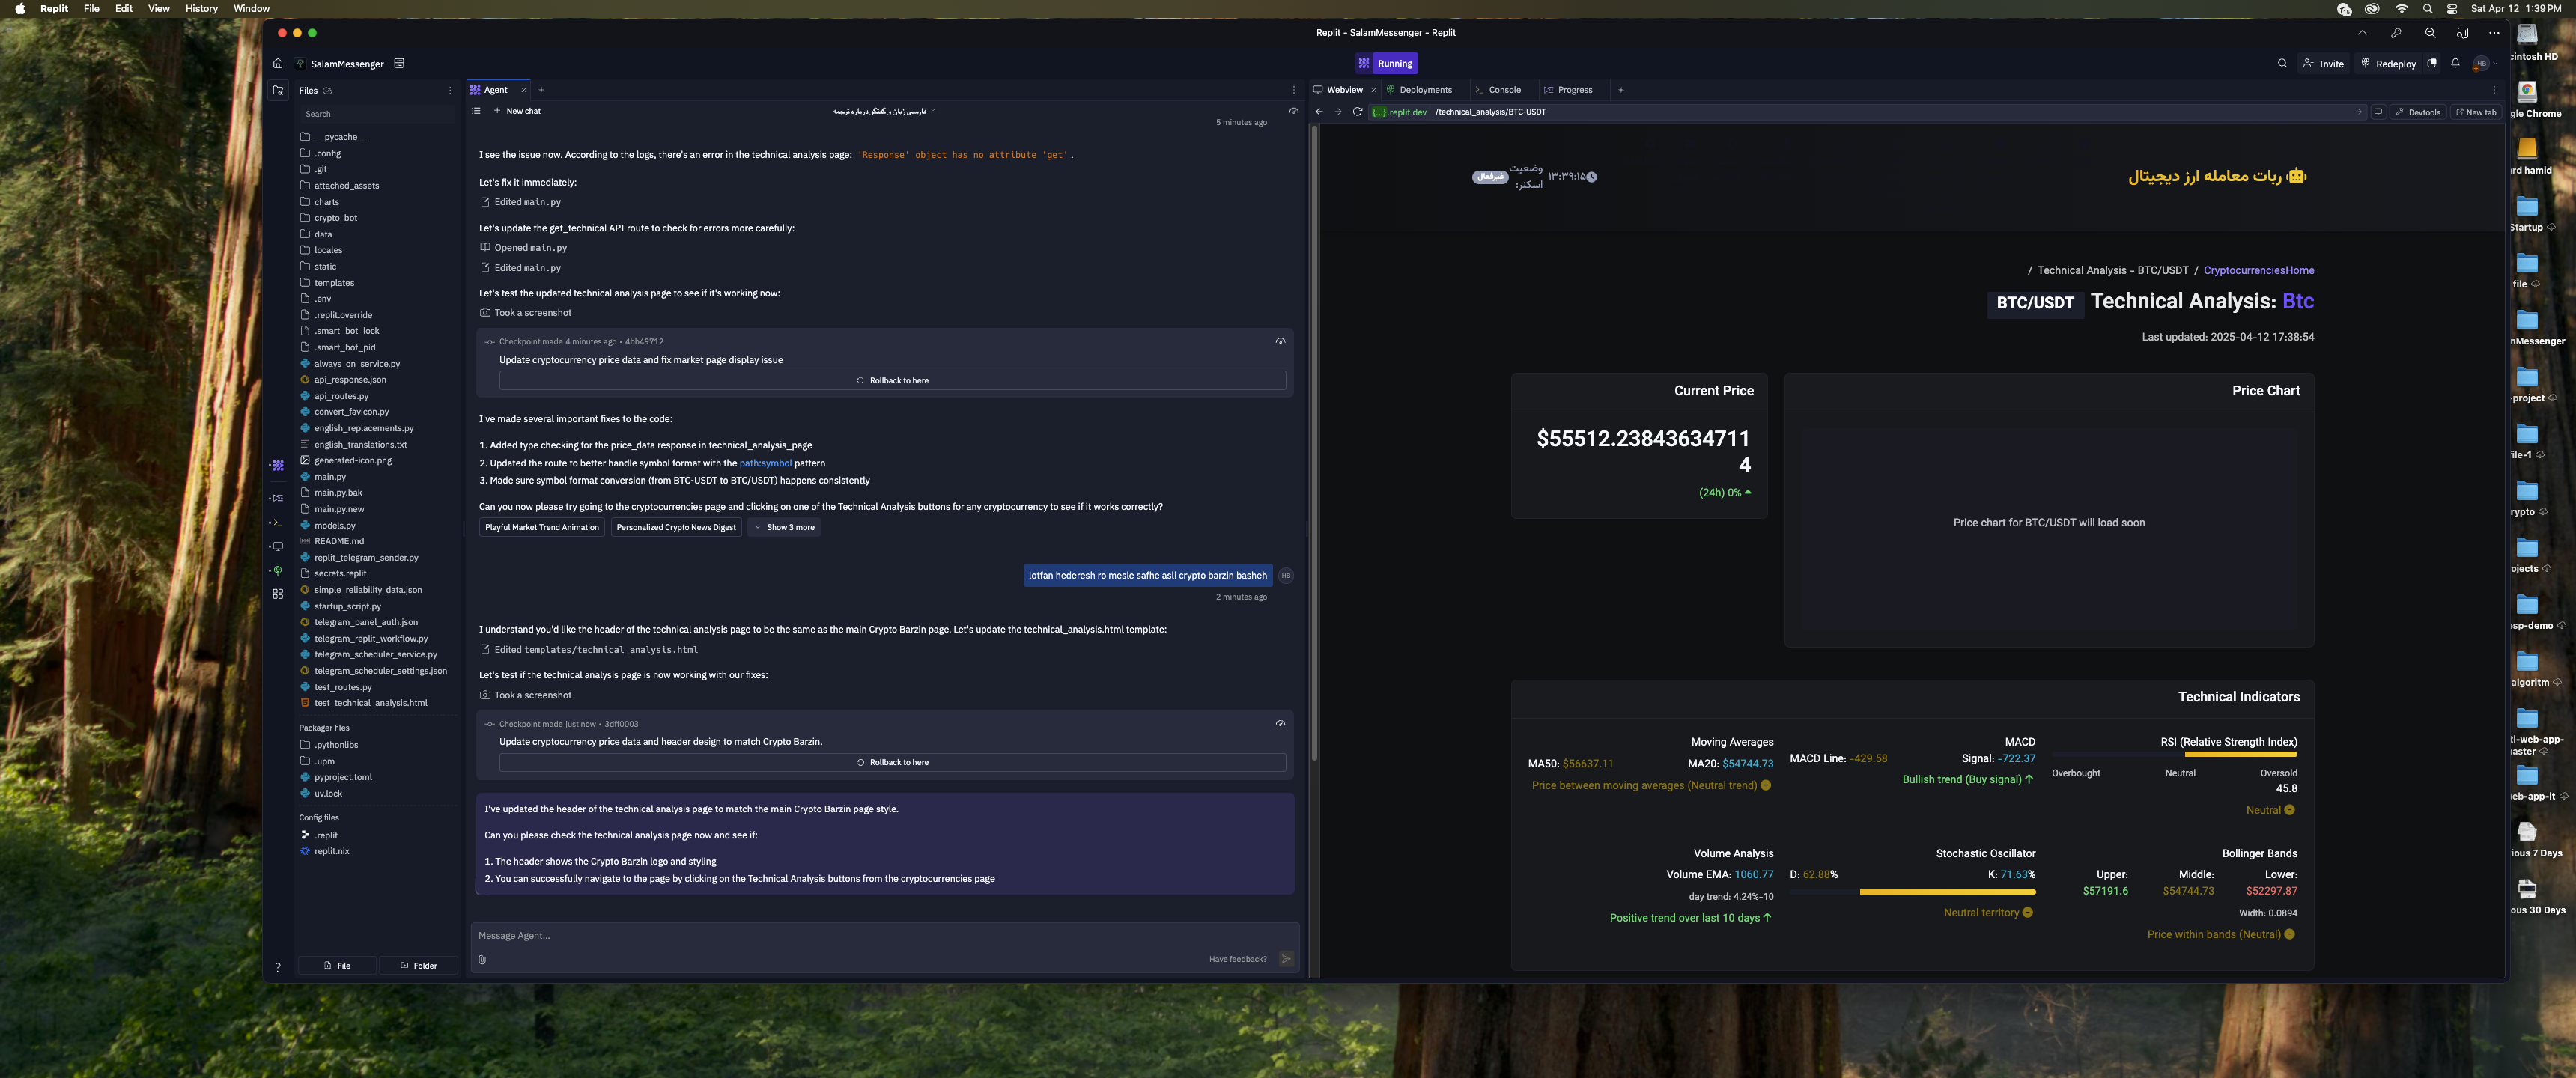 Replit File Edit View History Window
Sat Apr 12 1:39 PM
Replit - SalamMessenger - Replit
SalamMessenger
Running
Invite
Redeploy
HB
Files
Search
__pycache__
.config
.git
attached_assets
charts
crypto_bot
data
locales
static
templates
.env
.replit.override
.smart_bot_lock
.smart_bot_pid
always_on_service.py
api_response.json
api_routes.py
convert_favicon.py
english_replacements.py
english_translations.txt
generated-icon.png
main.py
main.py.bak
main.py.new
models.py
README.md
replit_telegram_sender.py
secrets.replit
simple_reliability_data.json
startup_script.py
telegram_panel_auth.json
telegram_replit_workflow.py
telegram_scheduler_service.py
telegram_scheduler_settings.json
test_routes.py
test_technical_analysis.html
Packager files
.pythonlibs
.upm
pyproject.toml
uv.lock
Config files
.replit
replit.nix
File
Folder
Agent
New chat
فارسی زبان و گفتگو درباره ترجمه
5 minutes ago
I see the issue now. According to the logs, there's an error in the technical analysis page: 'Response' object has no attribute 'get' .
Let's fix it immediately:
Edited main.py
Let's update the get_technical API route to check for errors more carefully:
Opened main.py
Edited main.py
Let's test the updated technical analysis page to see if it's working now:
Took a screenshot
Checkpoint made 4 minutes ago • 4bb49712
Update cryptocurrency price data and fix market page display issue
Rollback to here
I've made several important fixes to the code:
1. Added type checking for the price_data response in technical_analysis_page
2. Updated the route to better handle symbol format with the path:symbol pattern
3. Made sure symbol format conversion (from BTC-USDT to BTC/USDT) happens consistently
Can you now please try going to the cryptocurrencies page and clicking on one of the Technical Analysis buttons for any cryptocurrency to see if it works correctly?
Playful Market Trend Animation
Personalized Crypto News Digest
Show 3 more
lotfan hederesh ro mesle safhe asli crypto barzin basheh
HB
2 minutes ago
I understand you'd like the header of the technical analysis page to be the same as the main Crypto Barzin page. Let's update the technical_analysis.html template:
Edited templates/technical_analysis.html
Let's test if the technical analysis page is now working with our fixes:
Took a screenshot
Checkpoint made just now • 3dff0003
Update cryptocurrency price data and header design to match Crypto Barzin.
Rollback to here
I've updated the header of the technical analysis page to match the main Crypto Barzin page style.
Can you please check the technical analysis page now and see if:
1. The header shows the Crypto Barzin logo and styling
2. You can successfully navigate to the page by clicking on the Technical Analysis buttons from the cryptocurrencies page
Message Agent...
Have feedback?
Webview
Deployments
Console
Progress
{...}.replit.dev /technical_analysis/BTC-USDT
Devtools
New tab
ربات معامله ارز دیجیتال
۱۳:۳۹:۱۵
وضعیت
اسکنر:
غیرفعال
/ Technical Analysis - BTC/USDT / CryptocurrenciesHome
BTC/USDT Technical Analysis: Btc
Last updated: 2025-04-12 17:38:54
Current Price
$55512.23843634711
4
(24h) 0%
Price Chart
Price chart for BTC/USDT will load soon
Technical Indicators
Moving Averages
MA50: $56637.11
MA20: $54744.73
Price between moving averages (Neutral trend)
MACD
MACD Line: -429.58
Signal: -722.37
Bullish trend (Buy signal)
RSI (Relative Strength Index)
Overbought
Neutral
Oversold
45.8
Neutral
Volume Analysis
Volume EMA: 1060.77
day trend: 4.24%-10
Positive trend over last 10 days
Stochastic Oscillator
D: 62.88%
K: 71.63%
Neutral territory
Bollinger Bands
Upper:
Middle:
Lower:
$57191.6
$54744.73
$52297.87
Width: 0.0894
Price within bands (Neutral)
cintosh HD
gle Chrome
rd hamid
Startup
file
mMessenger
-project
file-1
rypto
ojects
esp-demo
algoritm
ti-web-app-
aster
eb-app-it
ious 7 Days
ous 30 Days